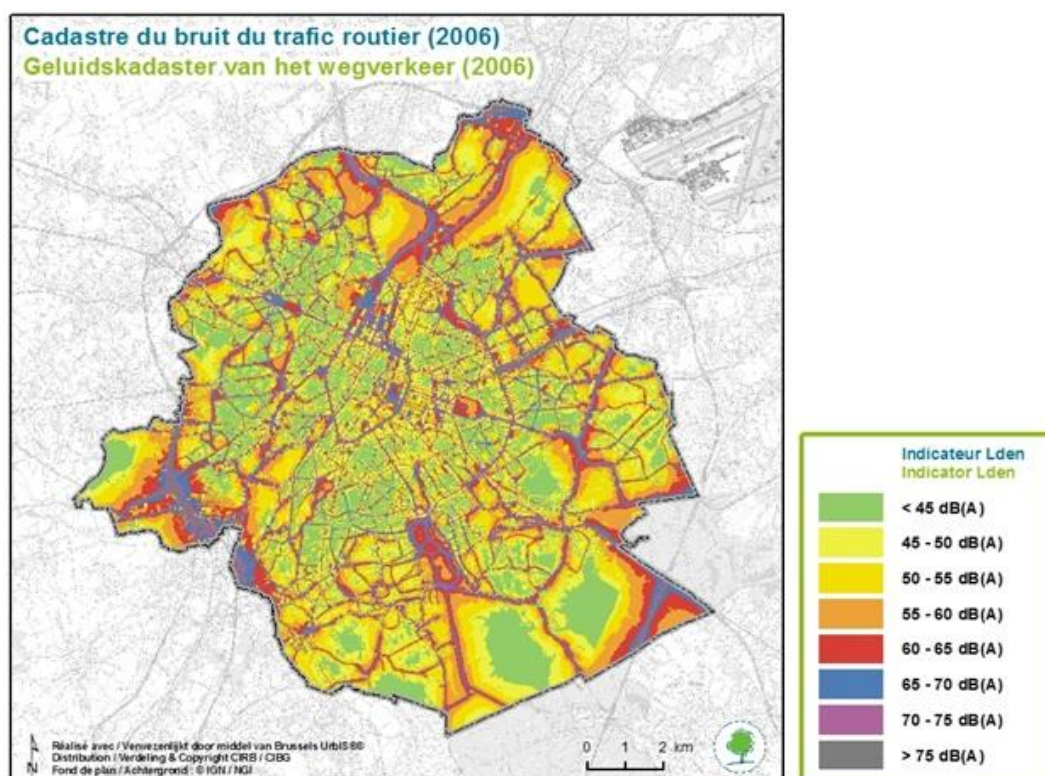 Cadastre du bruit du trafic routier (2006)
Geluidskadaster van het wegverkeer (2006)
Indicateur Lden
Indicator Lden
< 45 dB(A)
45 - 50 dB(A)
50 - 55 dB(A)
55 - 60 dB(A)
60 - 65 dB(A)
65 - 70 dB(A)
70 - 75 dB(A)
> 75 dB(A)
N
Réalisé avec / Verwezenlijkt door middel van Brussels UrbIS®®
Distribution / Verdeling & Copyright CIRB / CIBG
Fond de plan / Achtergrond : © IGN / NGI
0 1 2 km